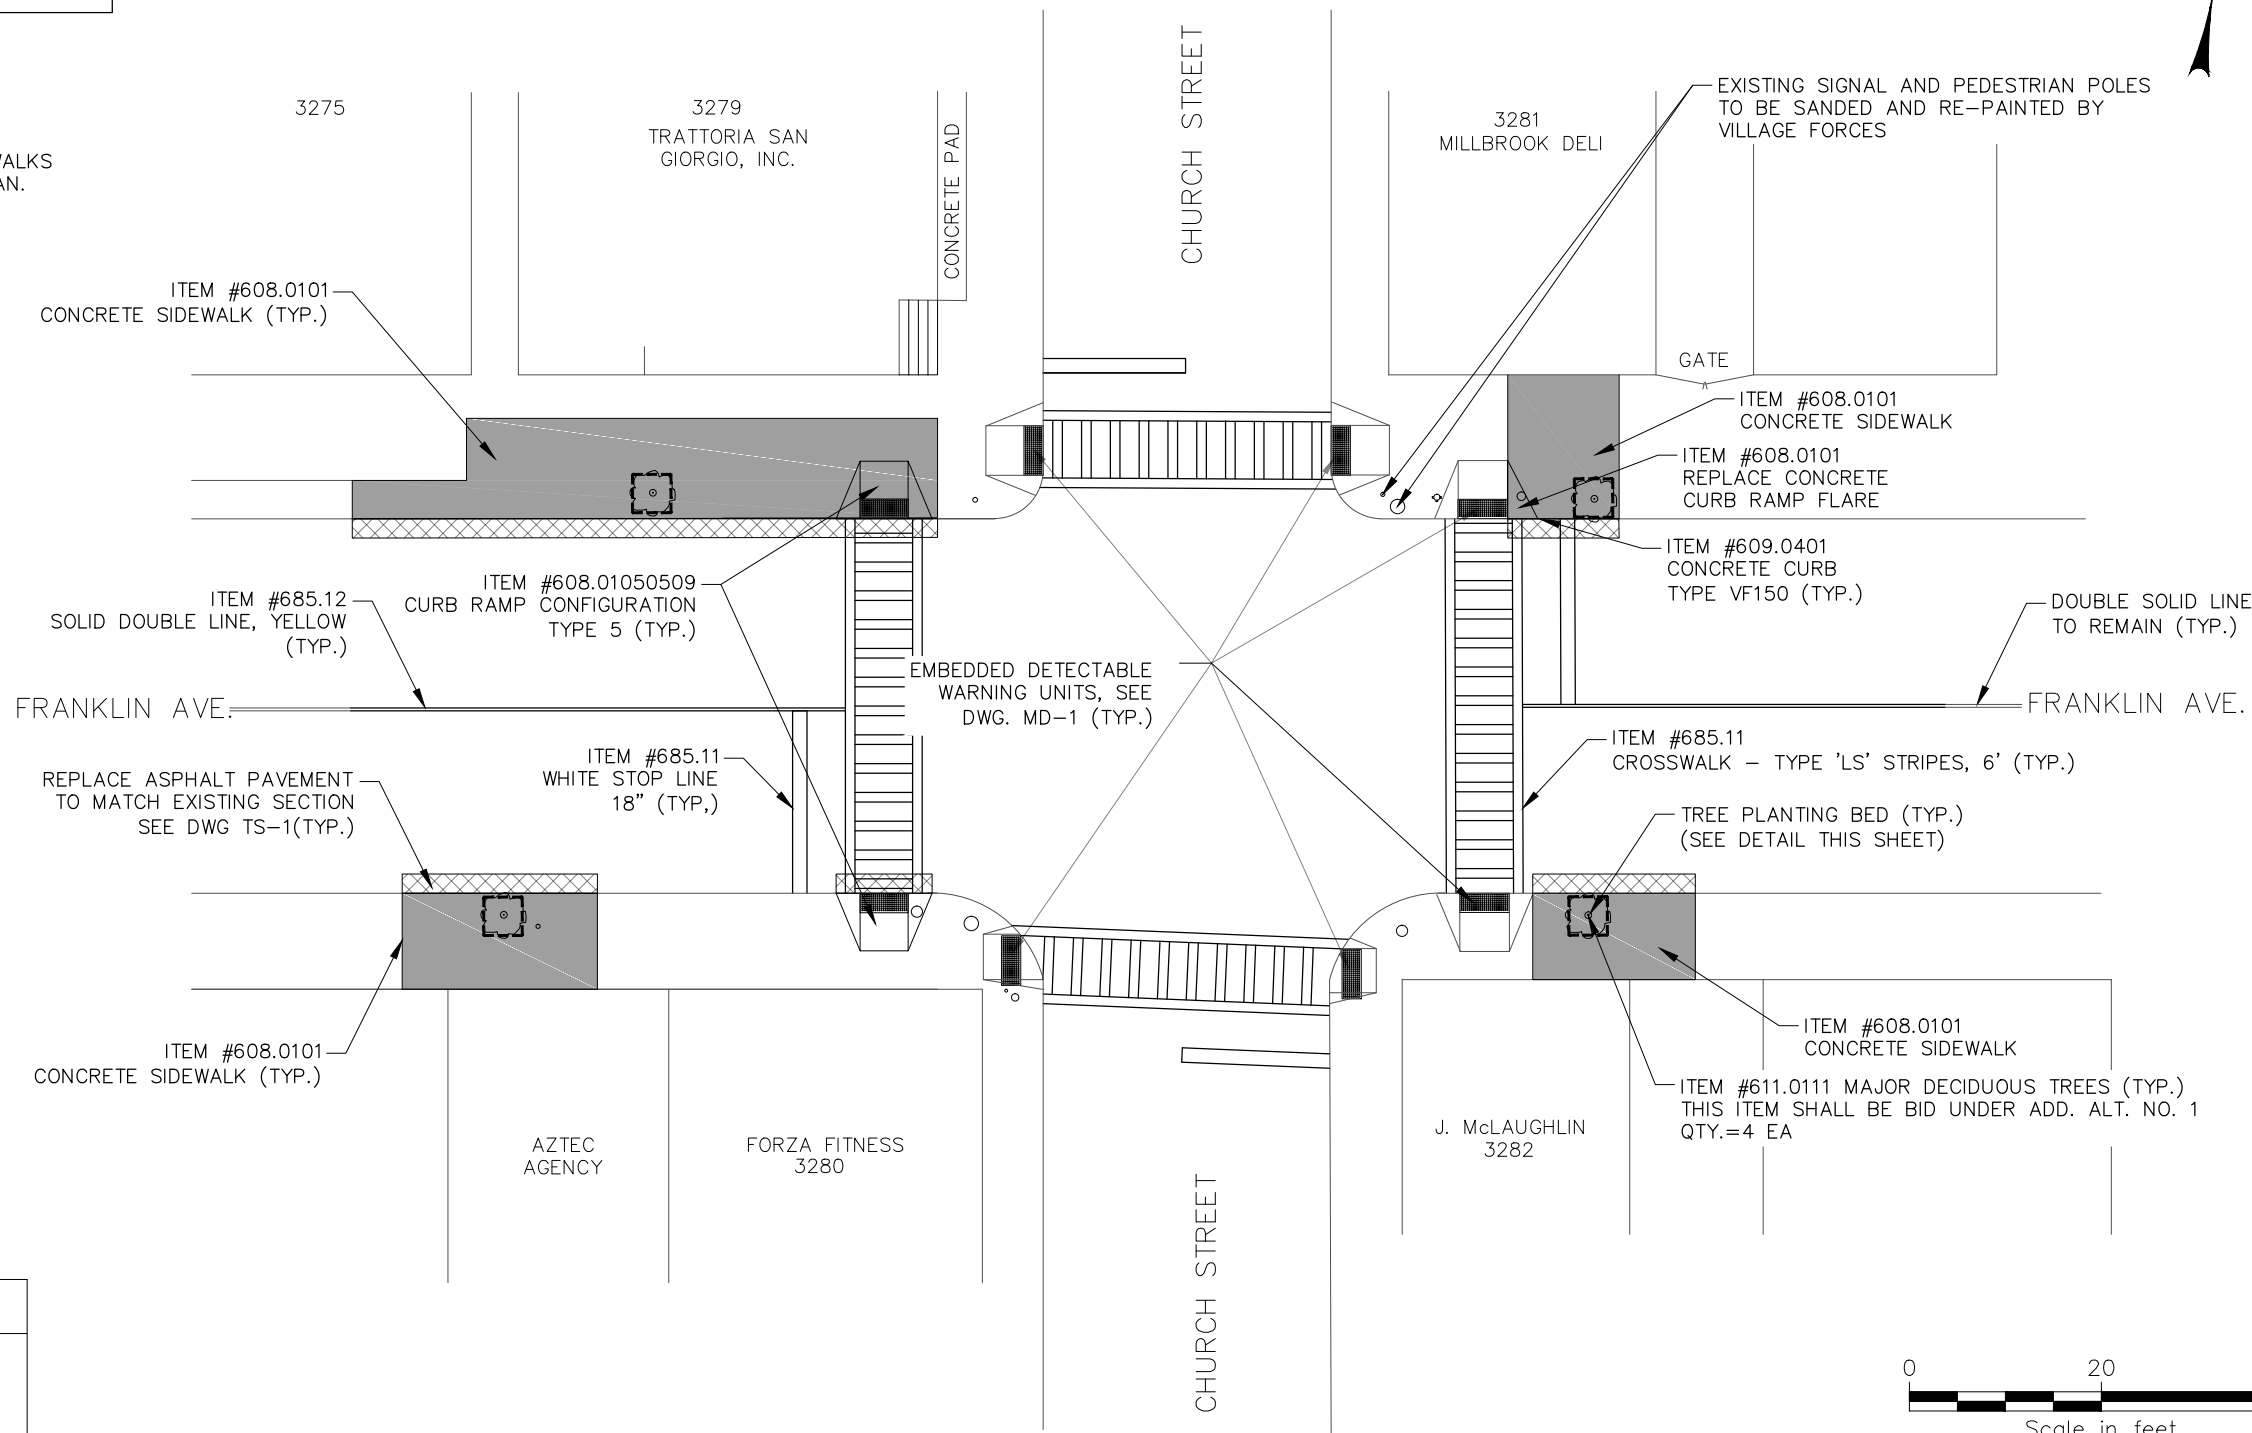 3275
3279
TRATTORIA SAN
GIORGIO, INC.
CONCRETE PAD
CHURCH STREET
3281
MILLBROOK DELI
EXISTING SIGNAL AND PEDESTRIAN POLES
TO BE SANDED AND RE-PAINTED BY
VILLAGE FORCES
ITEM #608.0101
CONCRETE SIDEWALK (TYP.)
GATE
ITEM #608.0101
CONCRETE SIDEWALK
ITEM #608.0101
REPLACE CONCRETE
CURB RAMP FLARE
ITEM #609.0401
CONCRETE CURB
TYPE VF150 (TYP.)
ITEM #685.12
SOLID DOUBLE LINE, YELLOW
(TYP.)
ITEM #608.01050509
CURB RAMP CONFIGURATION
TYPE 5 (TYP.)
DOUBLE SOLID LINE
TO REMAIN (TYP.)
EMBEDDED DETECTABLE
WARNING UNITS, SEE
DWG. MD-1 (TYP.)
FRANKLIN AVE.
FRANKLIN AVE.
ITEM #685.11
WHITE STOP LINE
18" (TYP,)
ITEM #685.11
CROSSWALK - TYPE 'LS' STRIPES, 6' (TYP.)
REPLACE ASPHALT PAVEMENT
TO MATCH EXISTING SECTION
SEE DWG TS-1(TYP.)
TREE PLANTING BED (TYP.)
(SEE DETAIL THIS SHEET)
ITEM #608.0101
CONCRETE SIDEWALK (TYP.)
ITEM #608.0101
CONCRETE SIDEWALK
ITEM #611.0111 MAJOR DECIDUOUS TREES (TYP.)
THIS ITEM SHALL BE BID UNDER ADD. ALT. NO. 1
QTY.=4 EA
AZTEC
AGENCY
FORZA FITNESS
3280
J. McLAUGHLIN
3282
CHURCH STREET
0 20
Scale in feet